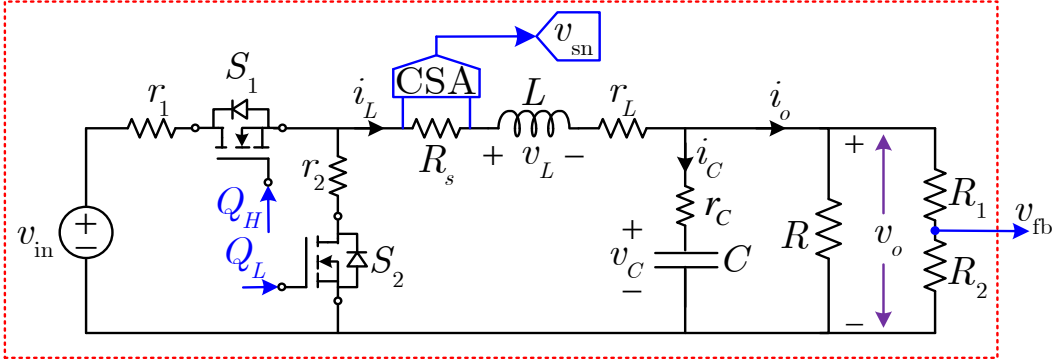 v_sn
S_1
CSA
r_1
i_L
L
r_L
i_o
R_s
+ v_L −
r_2
i_C
+
Q_H
r_C
R_1
v_fb
+
−
v_in
+
v_C
−
C
R
v_o
Q_L
S_2
R_2
−